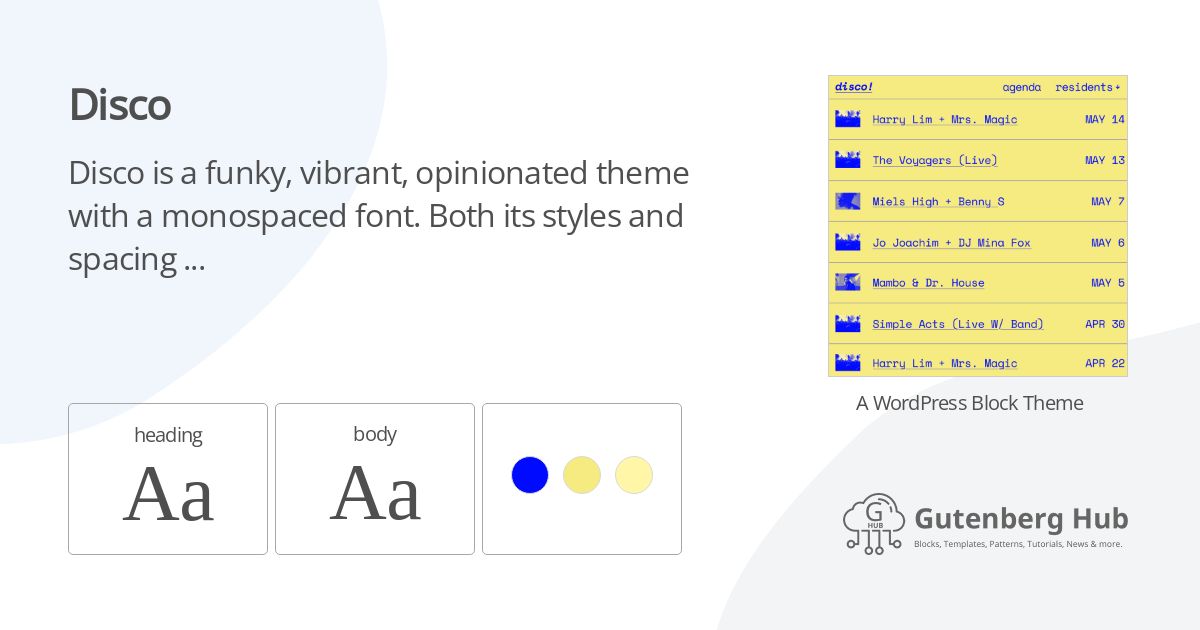 Disco
Disco is a funky, vibrant, opinionated theme
with a monospaced font. Both its styles and
spacing ...
heading
Aa
body
Aa
disco! agenda residents+
Harry Lim + Mrs. Magic MAY 14
The Voyagers (Live) MAY 13
Miels High + Benny S MAY 7
Jo Joachim + DJ Mina Fox MAY 6
Mambo & Dr. House MAY 5
Simple Acts (Live W/ Band) APR 30
Harry Lim + Mrs. Magic APR 22
A WordPress Block Theme
G
HUB
Gutenberg Hub
Blocks, Templates, Patterns, Tutorials, News & more.